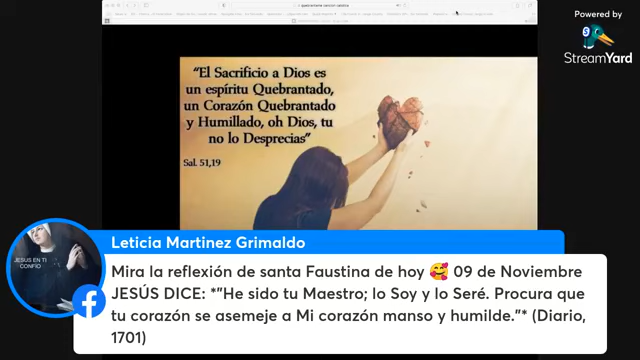 Powered by
StreamYard
"El Sacrificio a Dios es
un espíritu Quebrantado,
un Corazón Quebrantado
y Humillado, oh Dios, tu
no lo Desprecias"
Sal. 51,19
JESUS EN TI
CONFIO
Leticia Martinez Grimaldo
Mira la reflexión de santa Faustina de hoy 🥰 09 de Noviembre
JESÚS DICE: *"He sido tu Maestro; lo Soy y lo Seré. Procura que
tu corazón se asemeje a Mi corazón manso y humilde."* (Diario,
1701)